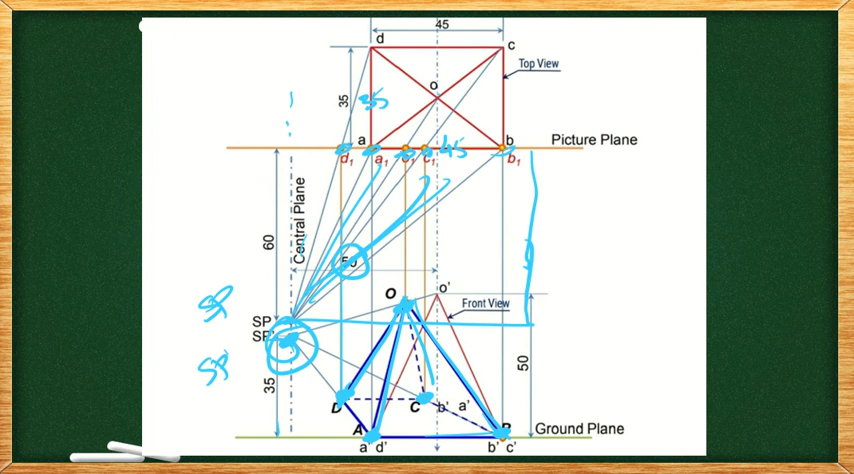 45
d
c
Top View
o
35
35
a
b
Picture Plane
d₁
a₁
c₁
45
b₁
Central Plane
60
50
O
o'
Front View
SP
SP
SP'
SP'
50
35
D
C
b'
a'
A
B
Ground Plane
a'
d'
b'
c'